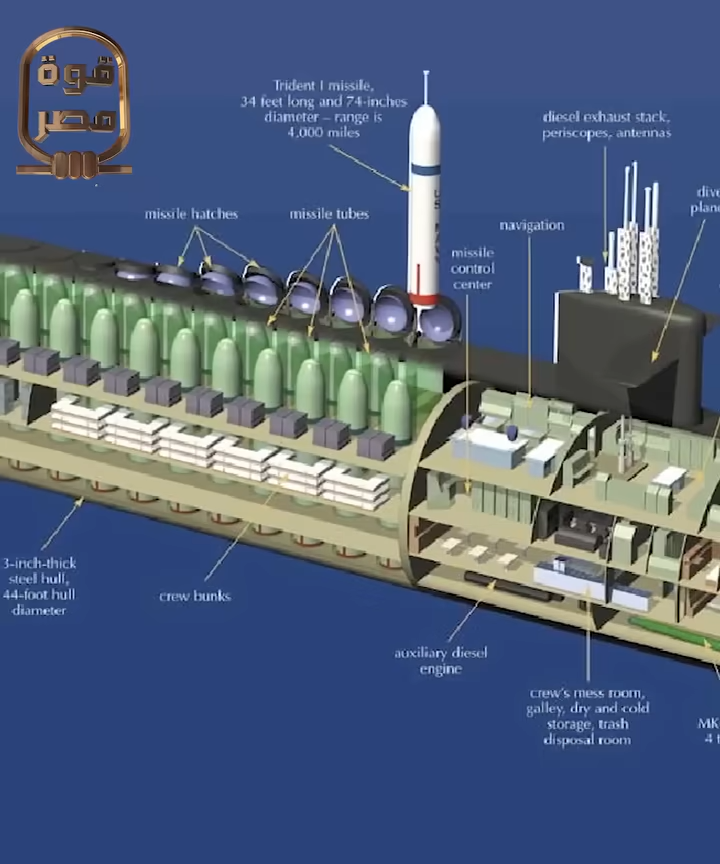 قوة
مصر
Trident I missile,
34 feet long and 74-inches
diameter – range is
4,000 miles
diesel exhaust stack,
periscopes, antennas
missile hatches
missile tubes
navigation
missile
control
center
3-inch-thick
steel hull,
44-foot hull
diameter
crew bunks
auxiliary diesel
engine
crew's mess room,
galley, dry and cold
storage, trash
disposal room